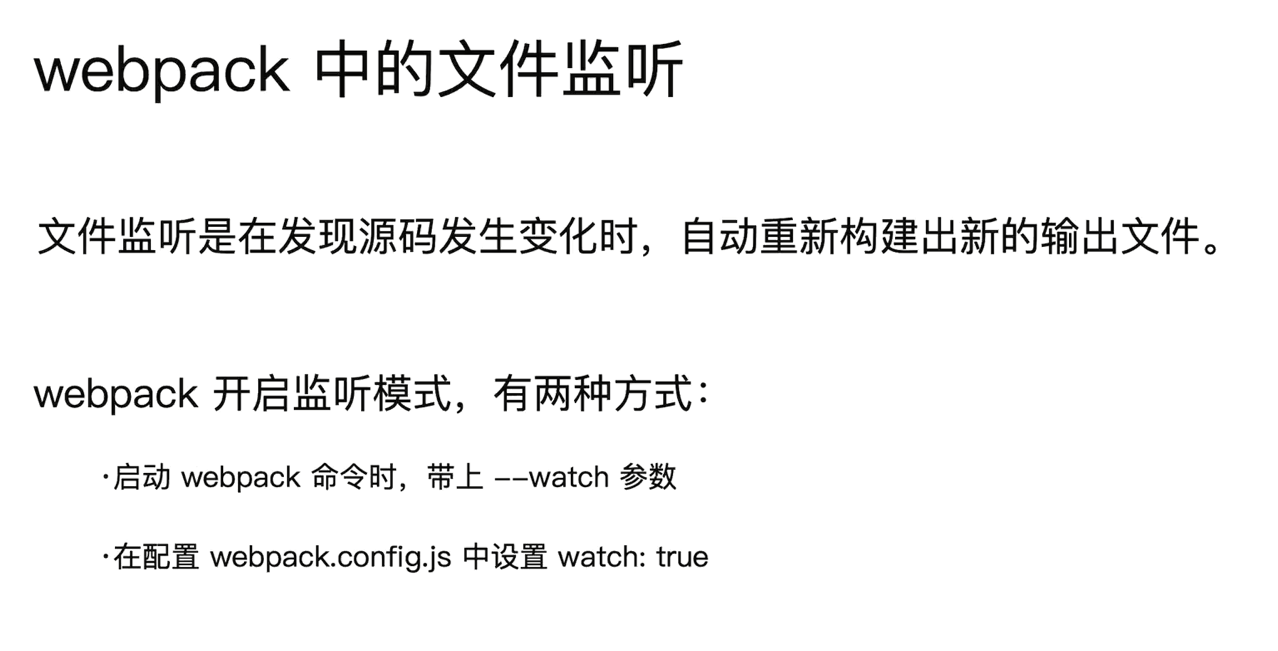 webpack 中的文件监听
文件监听是在发现源码发生变化时，自动重新构建出新的输出文件。
webpack 开启监听模式，有两种方式：
·启动 webpack 命令时，带上 --watch 参数
·在配置 webpack.config.js 中设置 watch: true